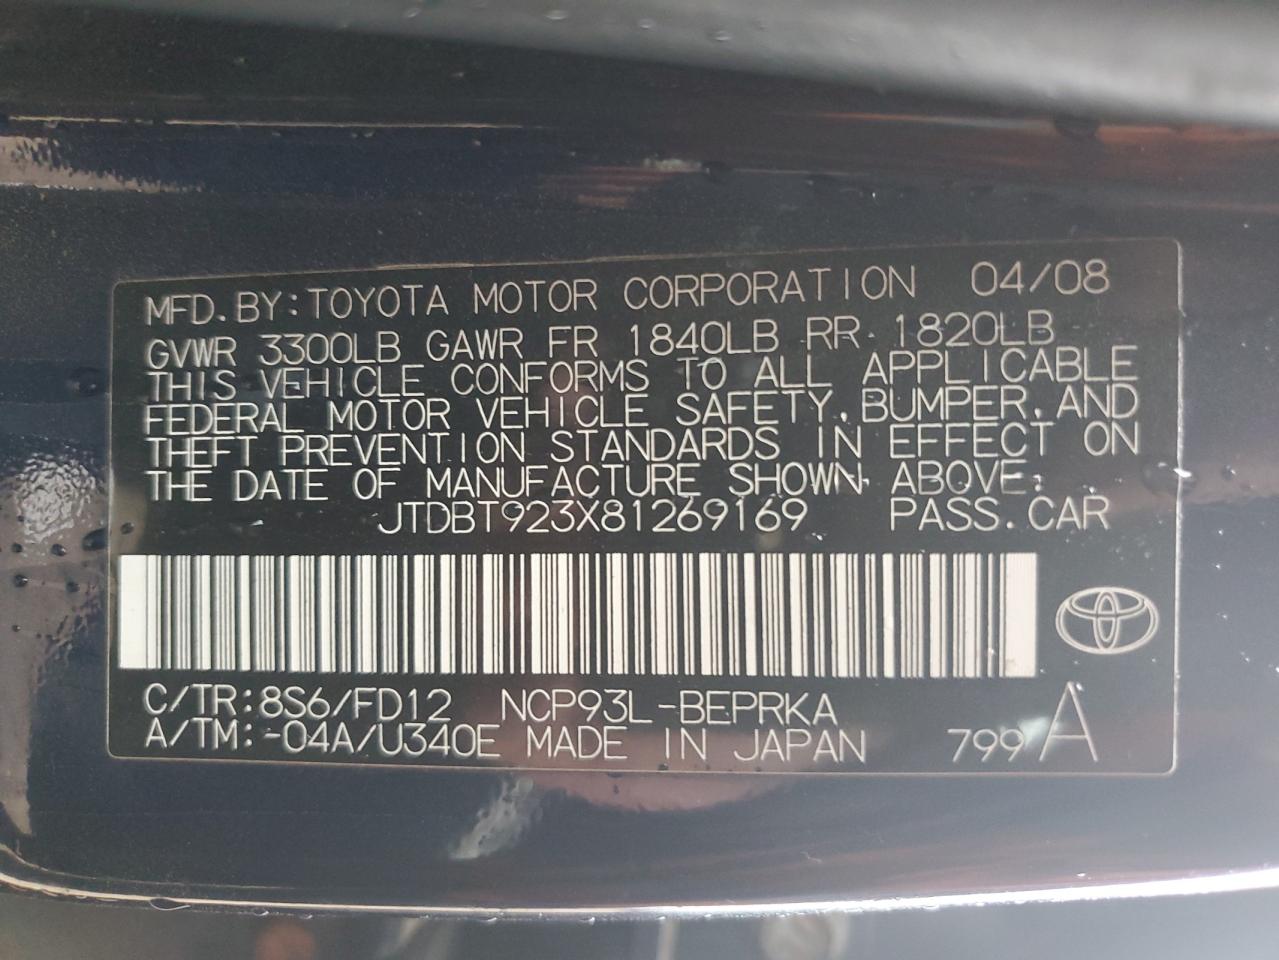 MFD.BY:TOYOTA MOTOR CORPORATION 04/08
GVWR 3300LB GAWR FR 1840LB RR 1820LB
THIS VEHICLE CONFORMS TO ALL APPLICABLE
FEDERAL MOTOR VEHICLE SAFETY, BUMPER, AND
THEFT PREVENTION STANDARDS IN EFFECT ON
THE DATE OF MANUFACTURE SHOWN ABOVE.
JTDBT923X81269169 PASS.CAR
C/TR:8S6/FD12 NCP93L-BEPRKA
A/TM:-04A/U340E MADE IN JAPAN 799 A